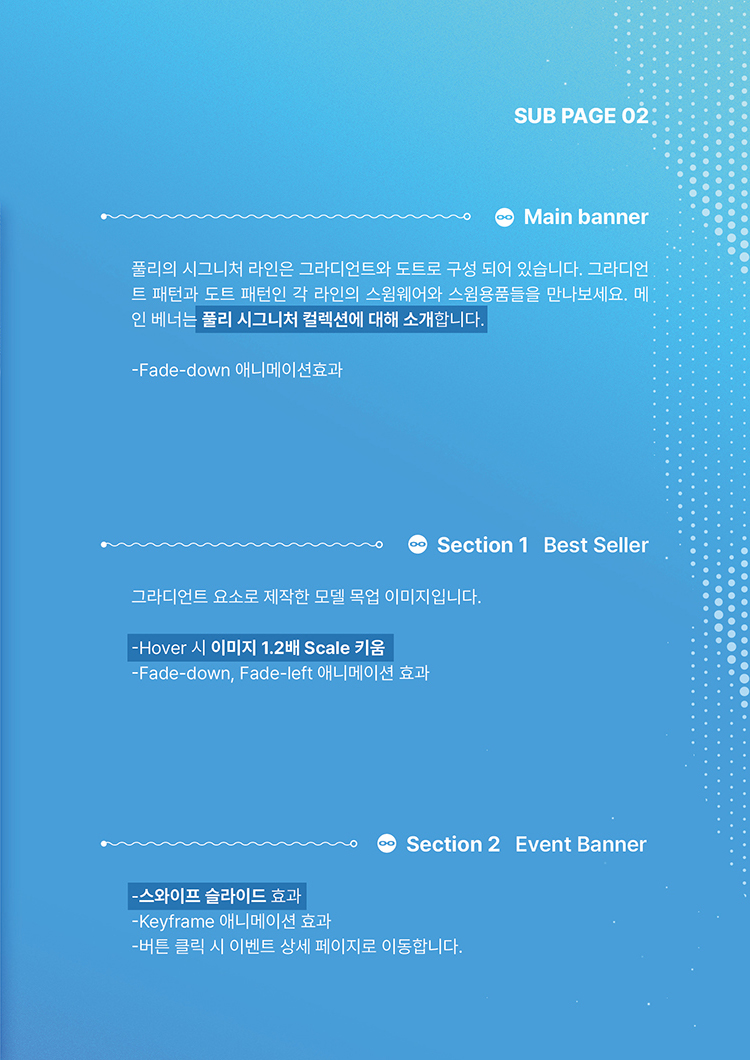 SUB PAGE 02
Main banner
풀리의 시그니처 라인은 그라디언트와 도트로 구성 되어 있습니다. 그라디언
트 패턴과 도트 패턴인 각 라인의 스윔웨어와 스윔용품들을 만나보세요. 메
인 베너는 풀리 시그니처 컬렉션에 대해 소개합니다.
-Fade-down 애니메이션효과
Section 1 Best Seller
그라디언트 요소로 제작한 모델 목업 이미지입니다.
-Hover 시 이미지 1.2배 Scale 키움
-Fade-down, Fade-left 애니메이션 효과
Section 2 Event Banner
-스와이프 슬라이드 효과
-Keyframe 애니메이션 효과
-버튼 클릭 시 이벤트 상세 페이지로 이동합니다.